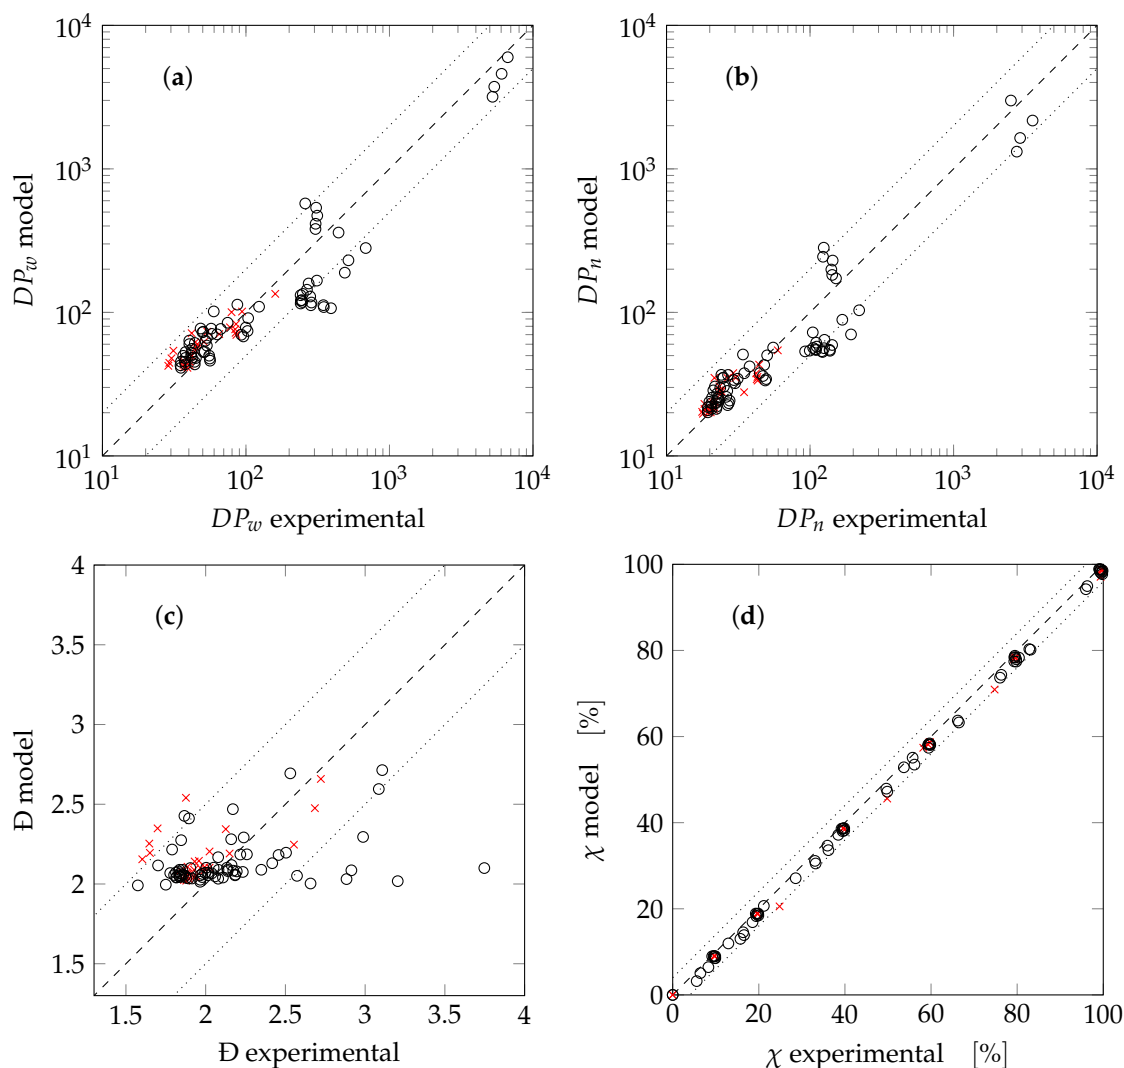 (a)
10^4
10^3
10^2
10^1
DP_w model
10^1 10^2 10^3 10^4
DP_w experimental
(b)
10^4
10^3
10^2
10^1
DP_n model
10^1 10^2 10^3 10^4
DP_n experimental
(c)
4
3.5
3
2.5
2
1.5
Đ model
1.5 2 2.5 3 3.5 4
Đ experimental
(d)
100
80
60
40
20
0
χ model [%]
0 20 40 60 80 100
χ experimental [%]